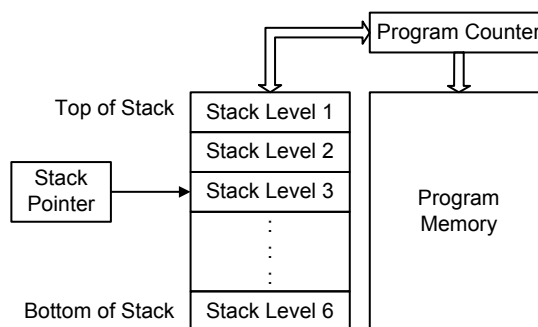 Program Counter
Top of Stack
Stack Level 1
Stack Level 2
Stack
Pointer
Stack Level 3
Program
Memory
Bottom of Stack
Stack Level 6